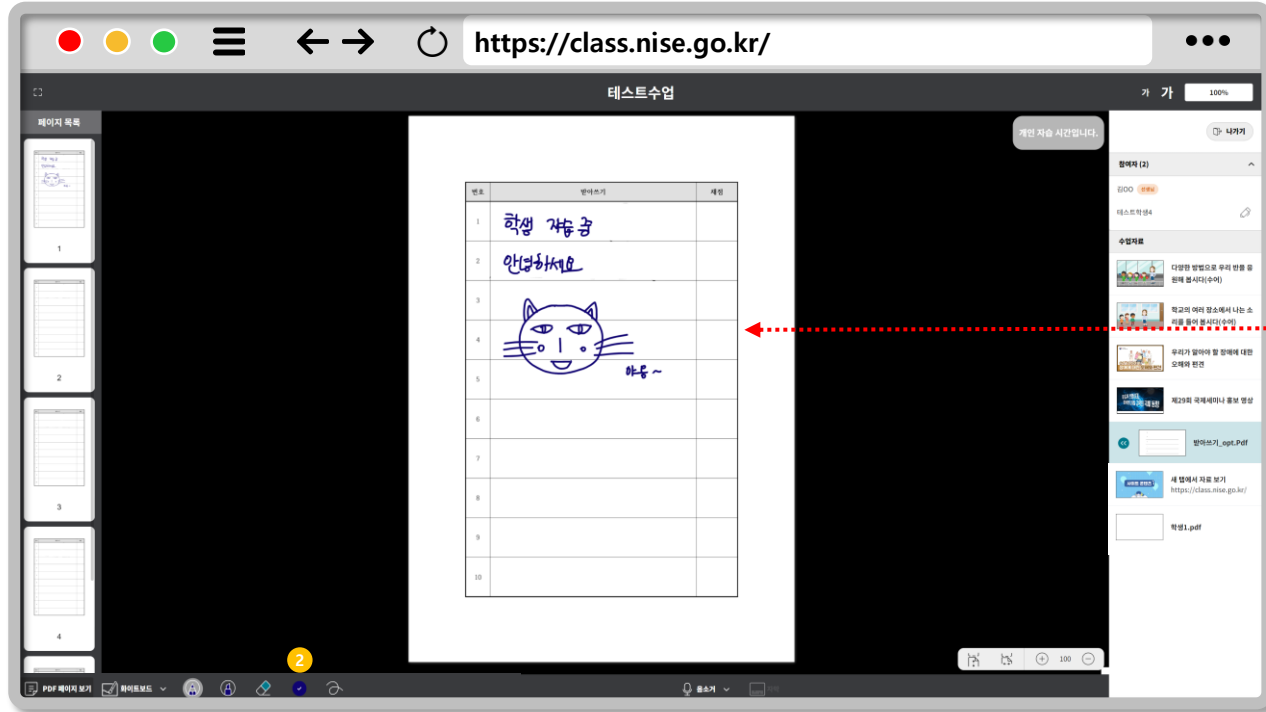 https://class.nise.go.kr/
테스트수업
가 가 100%
페이지 목록
1
2
3
4
개인 자습 시간입니다.
번호 받아쓰기 채점
1 학생 자습 중
2 안녕하세요
3
4
5 야옹~
6
7
8
9
10
나가기
참여자 (2)
선생님
테스트학생4
수업자료
다양한 방법으로 우리 반을 응
원해 봅시다(수어)
학교의 여러 장소에서 나는 소
리를 들어 봅시다(수어)
우리가 알아야 할 장애에 대한
오해와 편견
제29회 국제세미나 홍보 영상
받아쓰기_opt.Pdf
새 탭에서 자료 보기
https://class.nise.go.kr/
학생1.pdf
100
2
PDF 페이지 보기 화이트보드 음소거